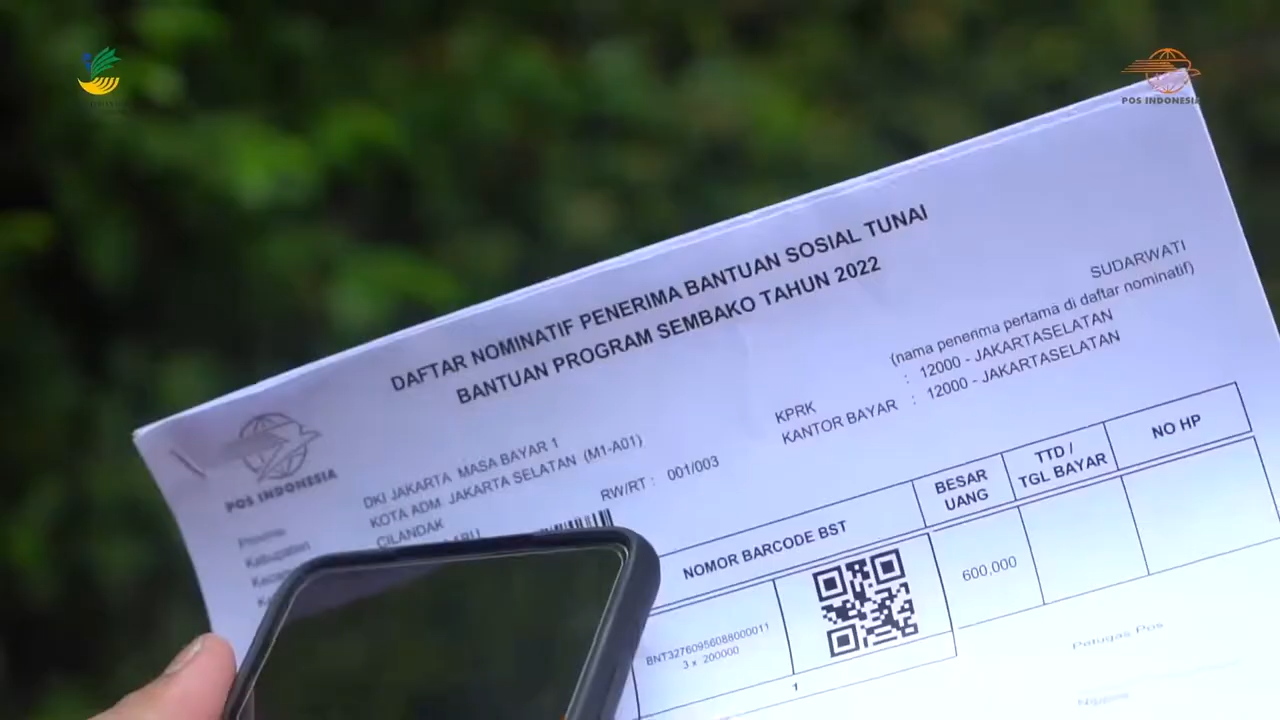 POS INDONESIA
DAFTAR NOMINATIF PENERIMA BANTUAN SOSIAL TUNAI
BANTUAN PROGRAM SEMBAKO TAHUN 2022
SUDARWATI
(nama penerima pertama di daftar nominatif)
KPRK : 12000 - JAKARTASELATAN
KANTOR BAYAR : 12000 - JAKARTASELATAN
POS INDONESIA
Provinsi DKI JAKARTA MASA BAYAR 1
Kabupaten KOTA ADM. JAKARTA SELATAN (M1-A01)
CILANDAK
RW/RT : 001/003
NOMOR BARCODE BST
BESAR UANG
TTD / TGL BAYAR
NO HP
BNT32760956088000011
3 x 200000
600,000
1
Petugas Pos